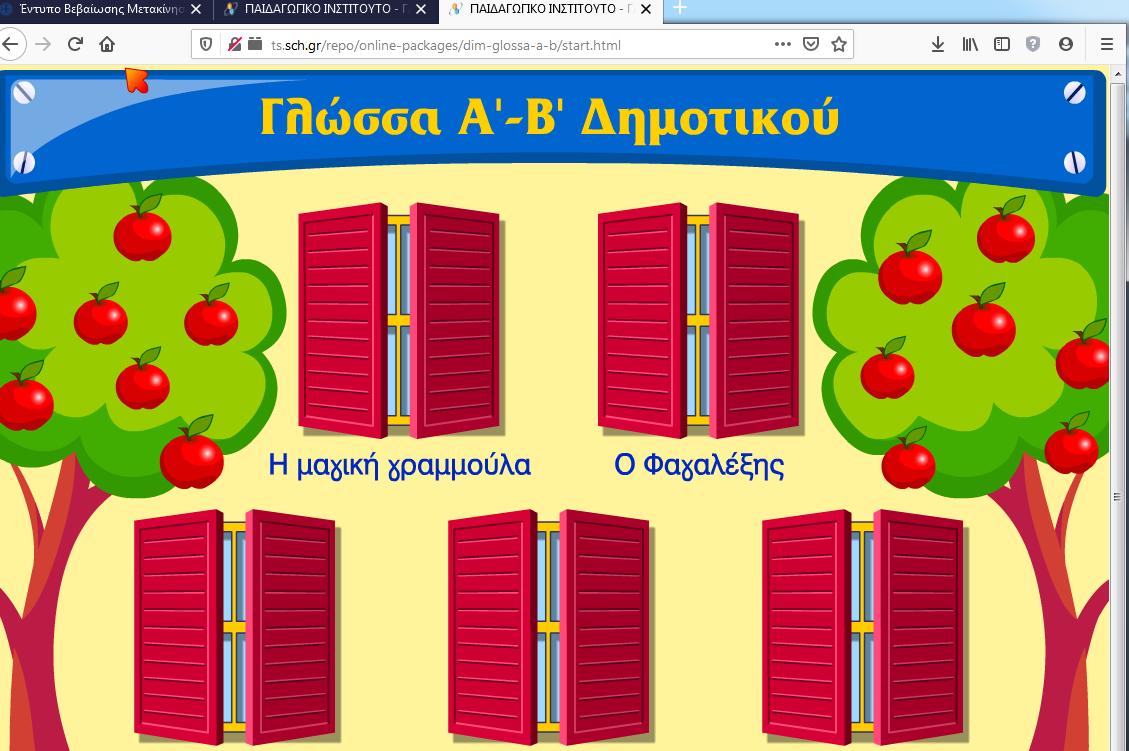 Έντυπο Βεβαίωσης Μετακίνησ
ΠΑΙΔΑΓΩΓΙΚΟ ΙΝΣΤΙΤΟΥΤΟ - Γ
ΠΑΙΔΑΓΩΓΙΚΟ ΙΝΣΤΙΤΟΥΤΟ - Γ
ts.sch.gr/repo/online-packages/dim-glossa-a-b/start.html
Γλώσσα Α'-Β' Δημοτικού
Η μαγική γραμμούλα
Ο Φαγαλέξης